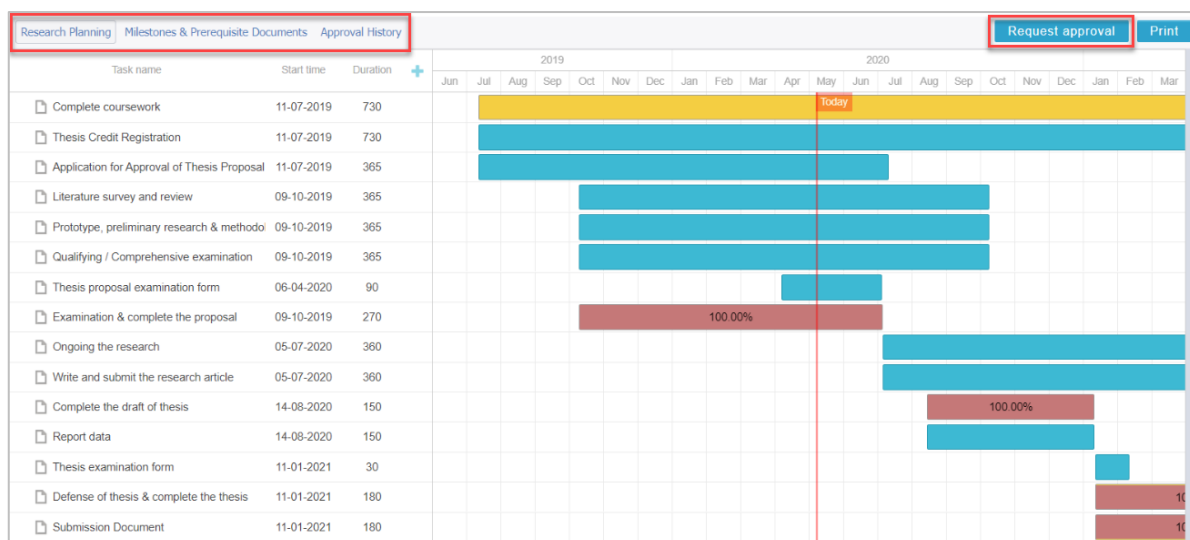 Research Planning Milestones & Prerequisite Documents Approval History Request approval Print
Task name Start time Duration 2019 2020
Jun Jul Aug Sep Oct Nov Dec Jan Feb Mar Apr May Jun Jul Aug Sep Oct Nov Dec Jan Feb Mar
Complete coursework 11-07-2019 730 Today
Thesis Credit Registration 11-07-2019 730
Application for Approval of Thesis Proposal 11-07-2019 365
Literature survey and review 09-10-2019 365
Prototype, preliminary research & methodol 09-10-2019 365
Qualifying / Comprehensive examination 09-10-2019 365
Thesis proposal examination form 06-04-2020 90
Examination & complete the proposal 09-10-2019 270 100.00%
Ongoing the research 05-07-2020 360
Write and submit the research article 05-07-2020 360
Complete the draft of thesis 14-08-2020 150 100.00%
Report data 14-08-2020 150
Thesis examination form 11-01-2021 30
Defense of thesis & complete the thesis 11-01-2021 180 10
Submission Document 11-01-2021 180 10